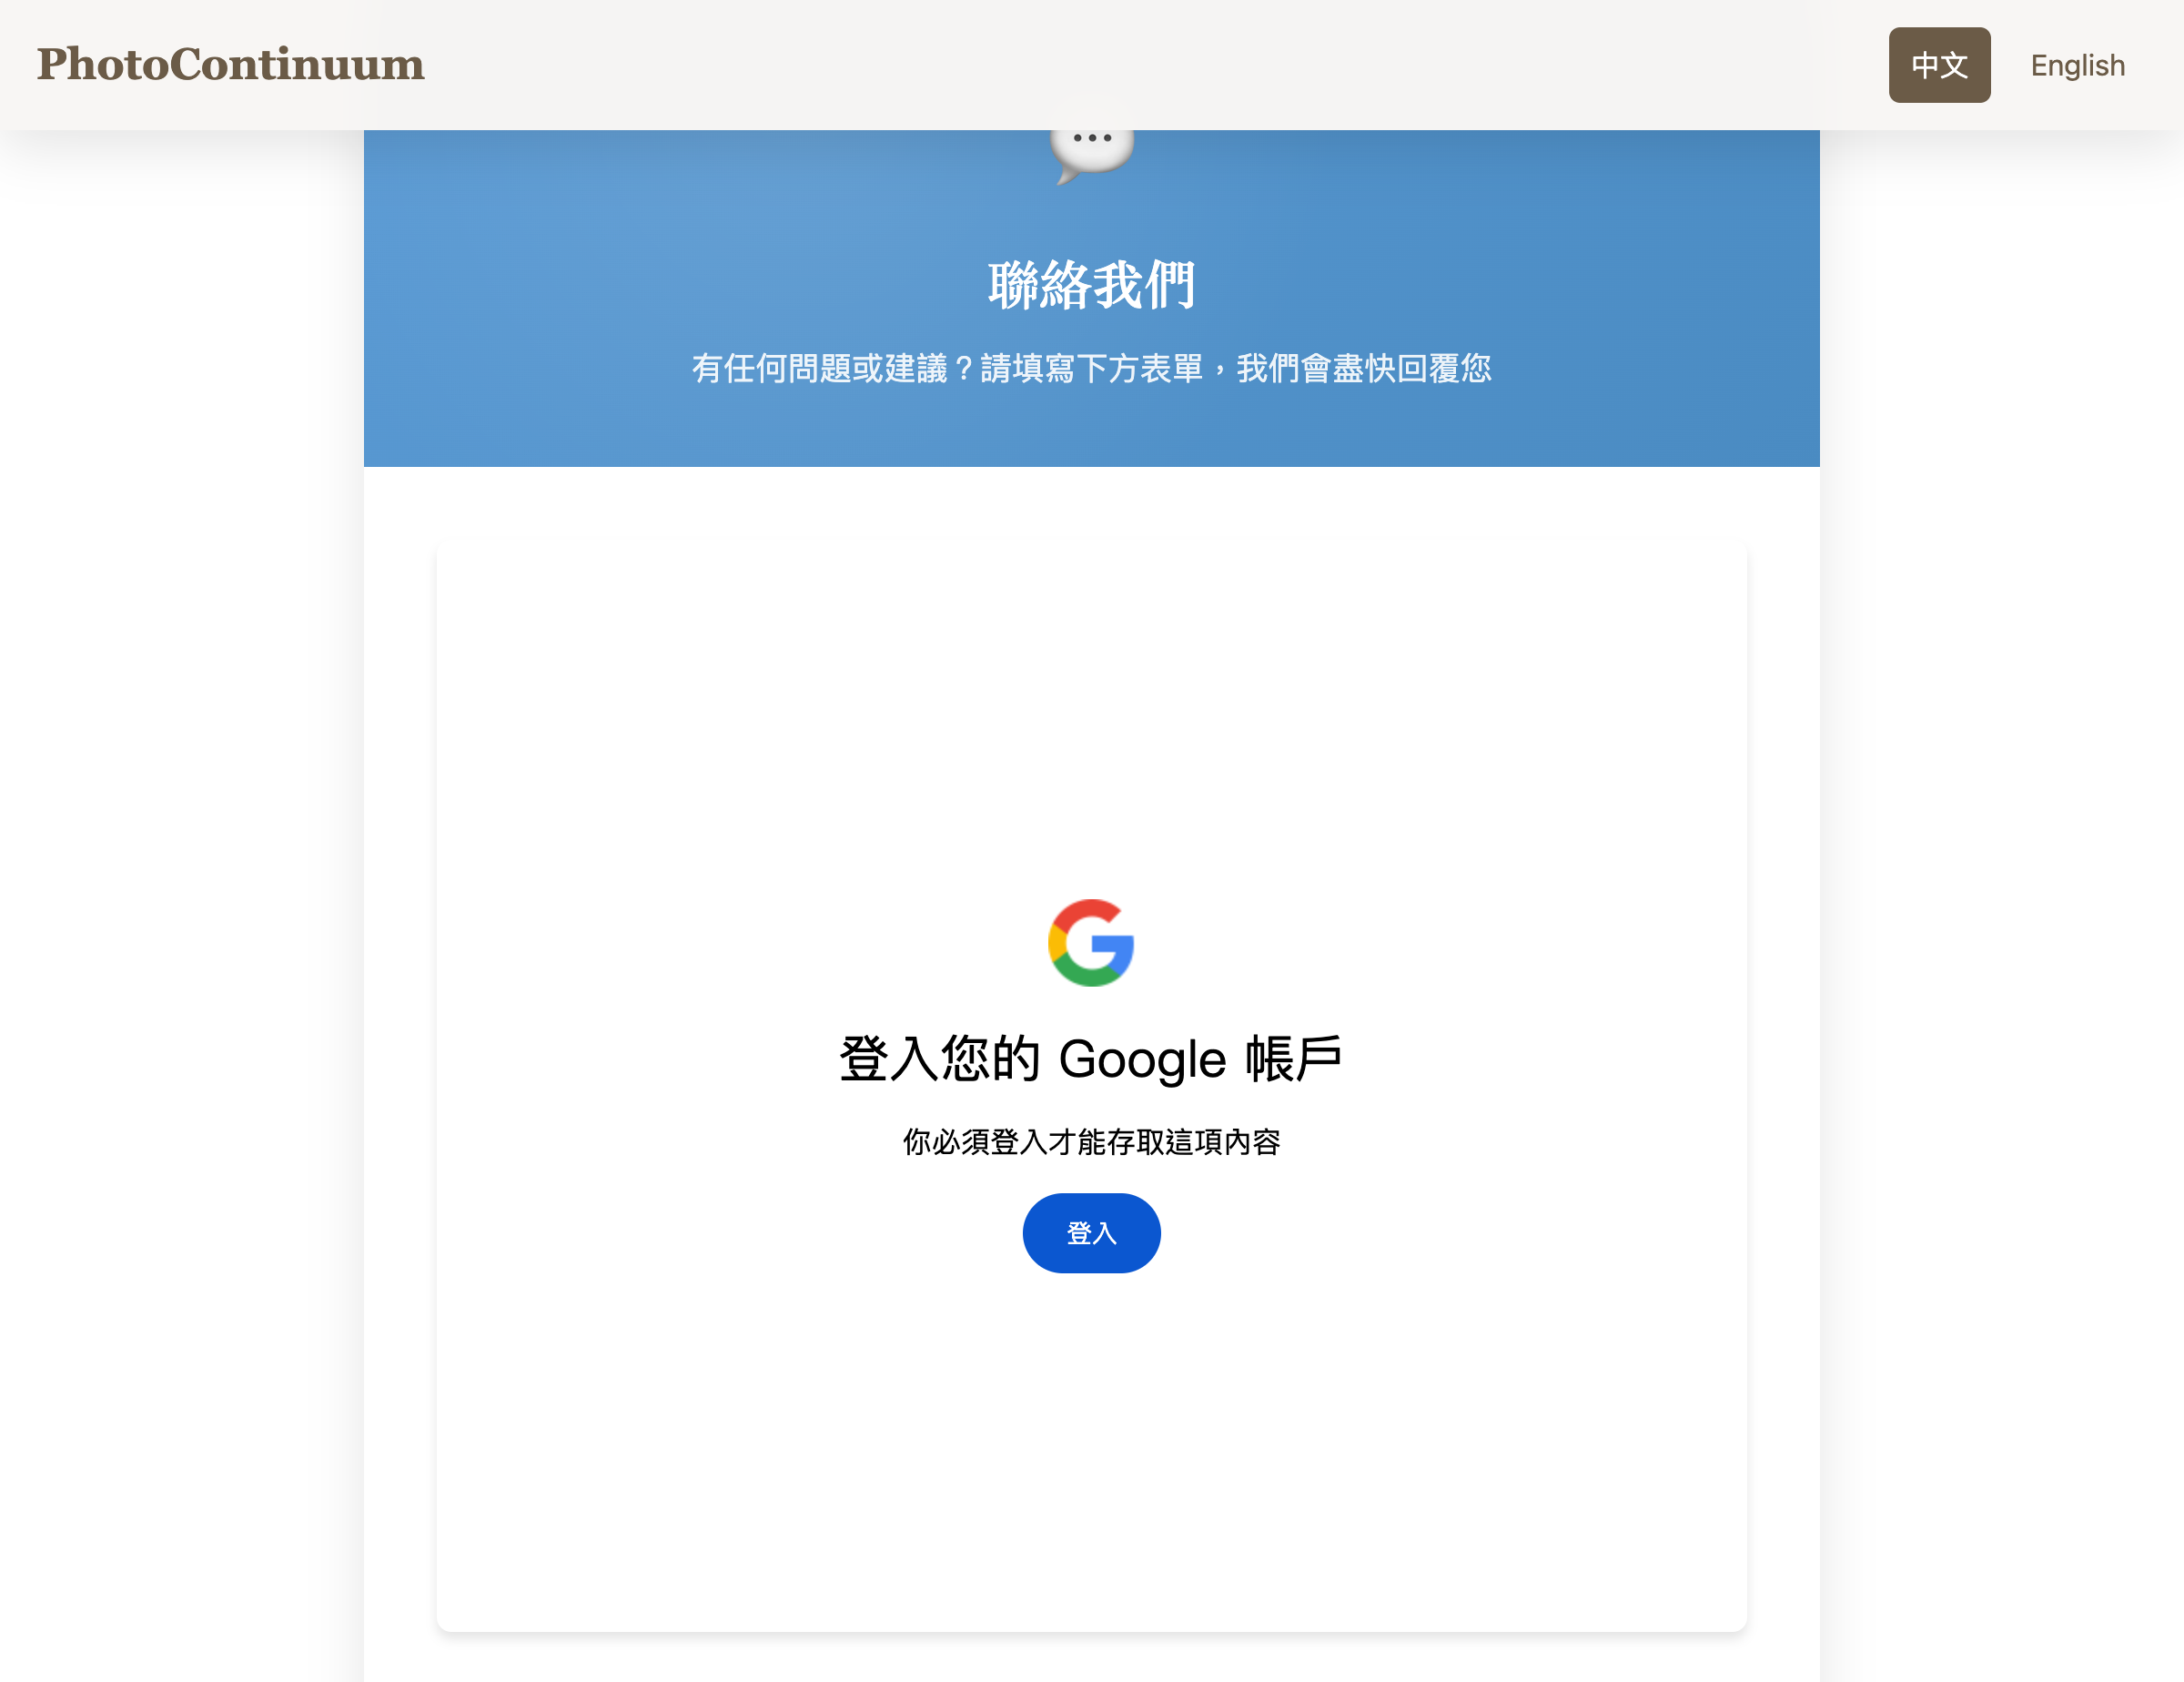 PhotoContinuum
中文 English
聯絡我們
有任何問題或建議？請填寫下方表單，我們會盡快回覆您
登入您的 Google 帳戶
你必須登入才能存取這項內容
登入